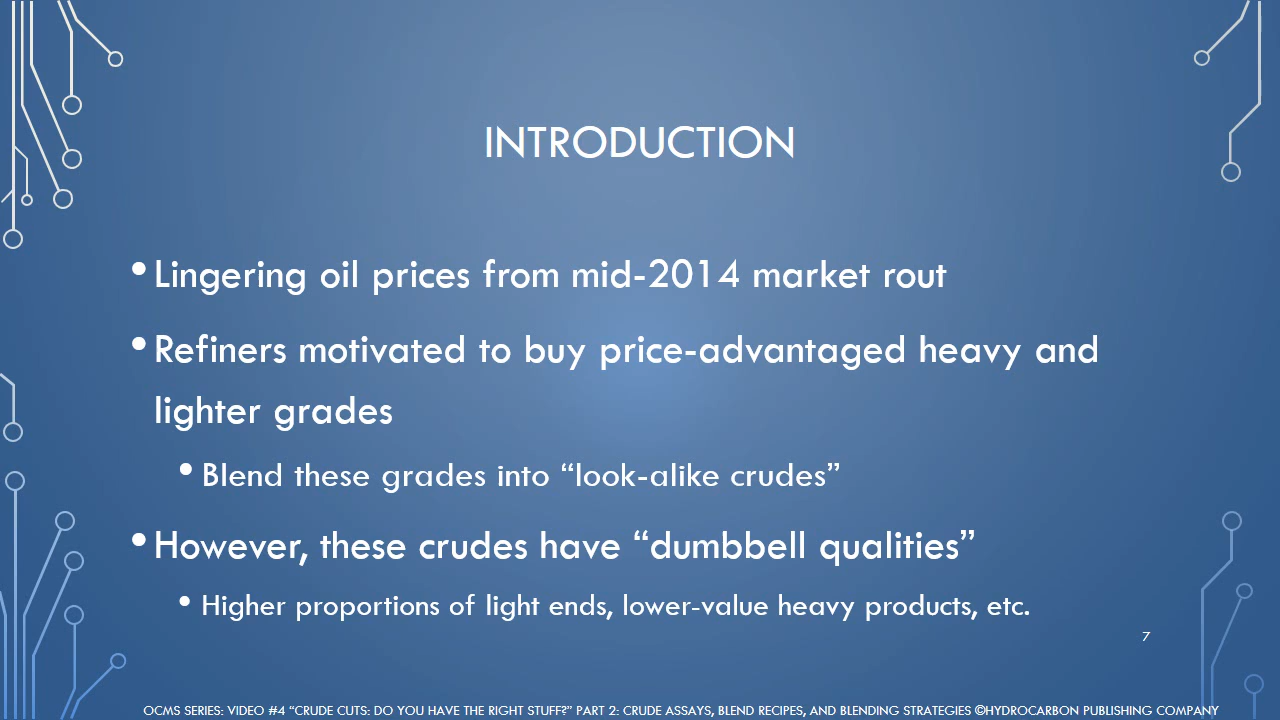 INTRODUCTION
• Lingering oil prices from mid-2014 market rout
• Refiners motivated to buy price-advantaged heavy and
lighter grades
• Blend these grades into “look-alike crudes”
• However, these crudes have “dumbbell qualities”
• Higher proportions of light ends, lower-value heavy products, etc.
7
OCMS SERIES: VIDEO #4 “CRUDE CUTS: DO YOU HAVE THE RIGHT STUFF?” PART 2: CRUDE ASSAYS, BLEND RECIPES, AND BLENDING STRATEGIES ©HYDROCARBON PUBLISHING COMPANY